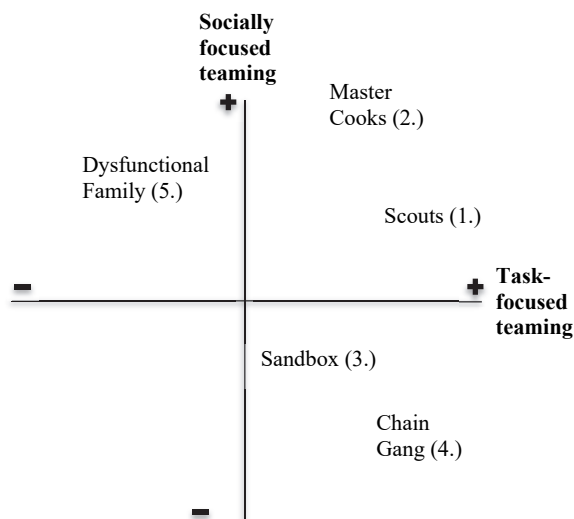 Socially
focused
teaming
Master
Cooks (2.)
Dysfunctional
Family (5.)
Scouts (1.)
Task-
focused
teaming
Sandbox (3.)
Chain
Gang (4.)